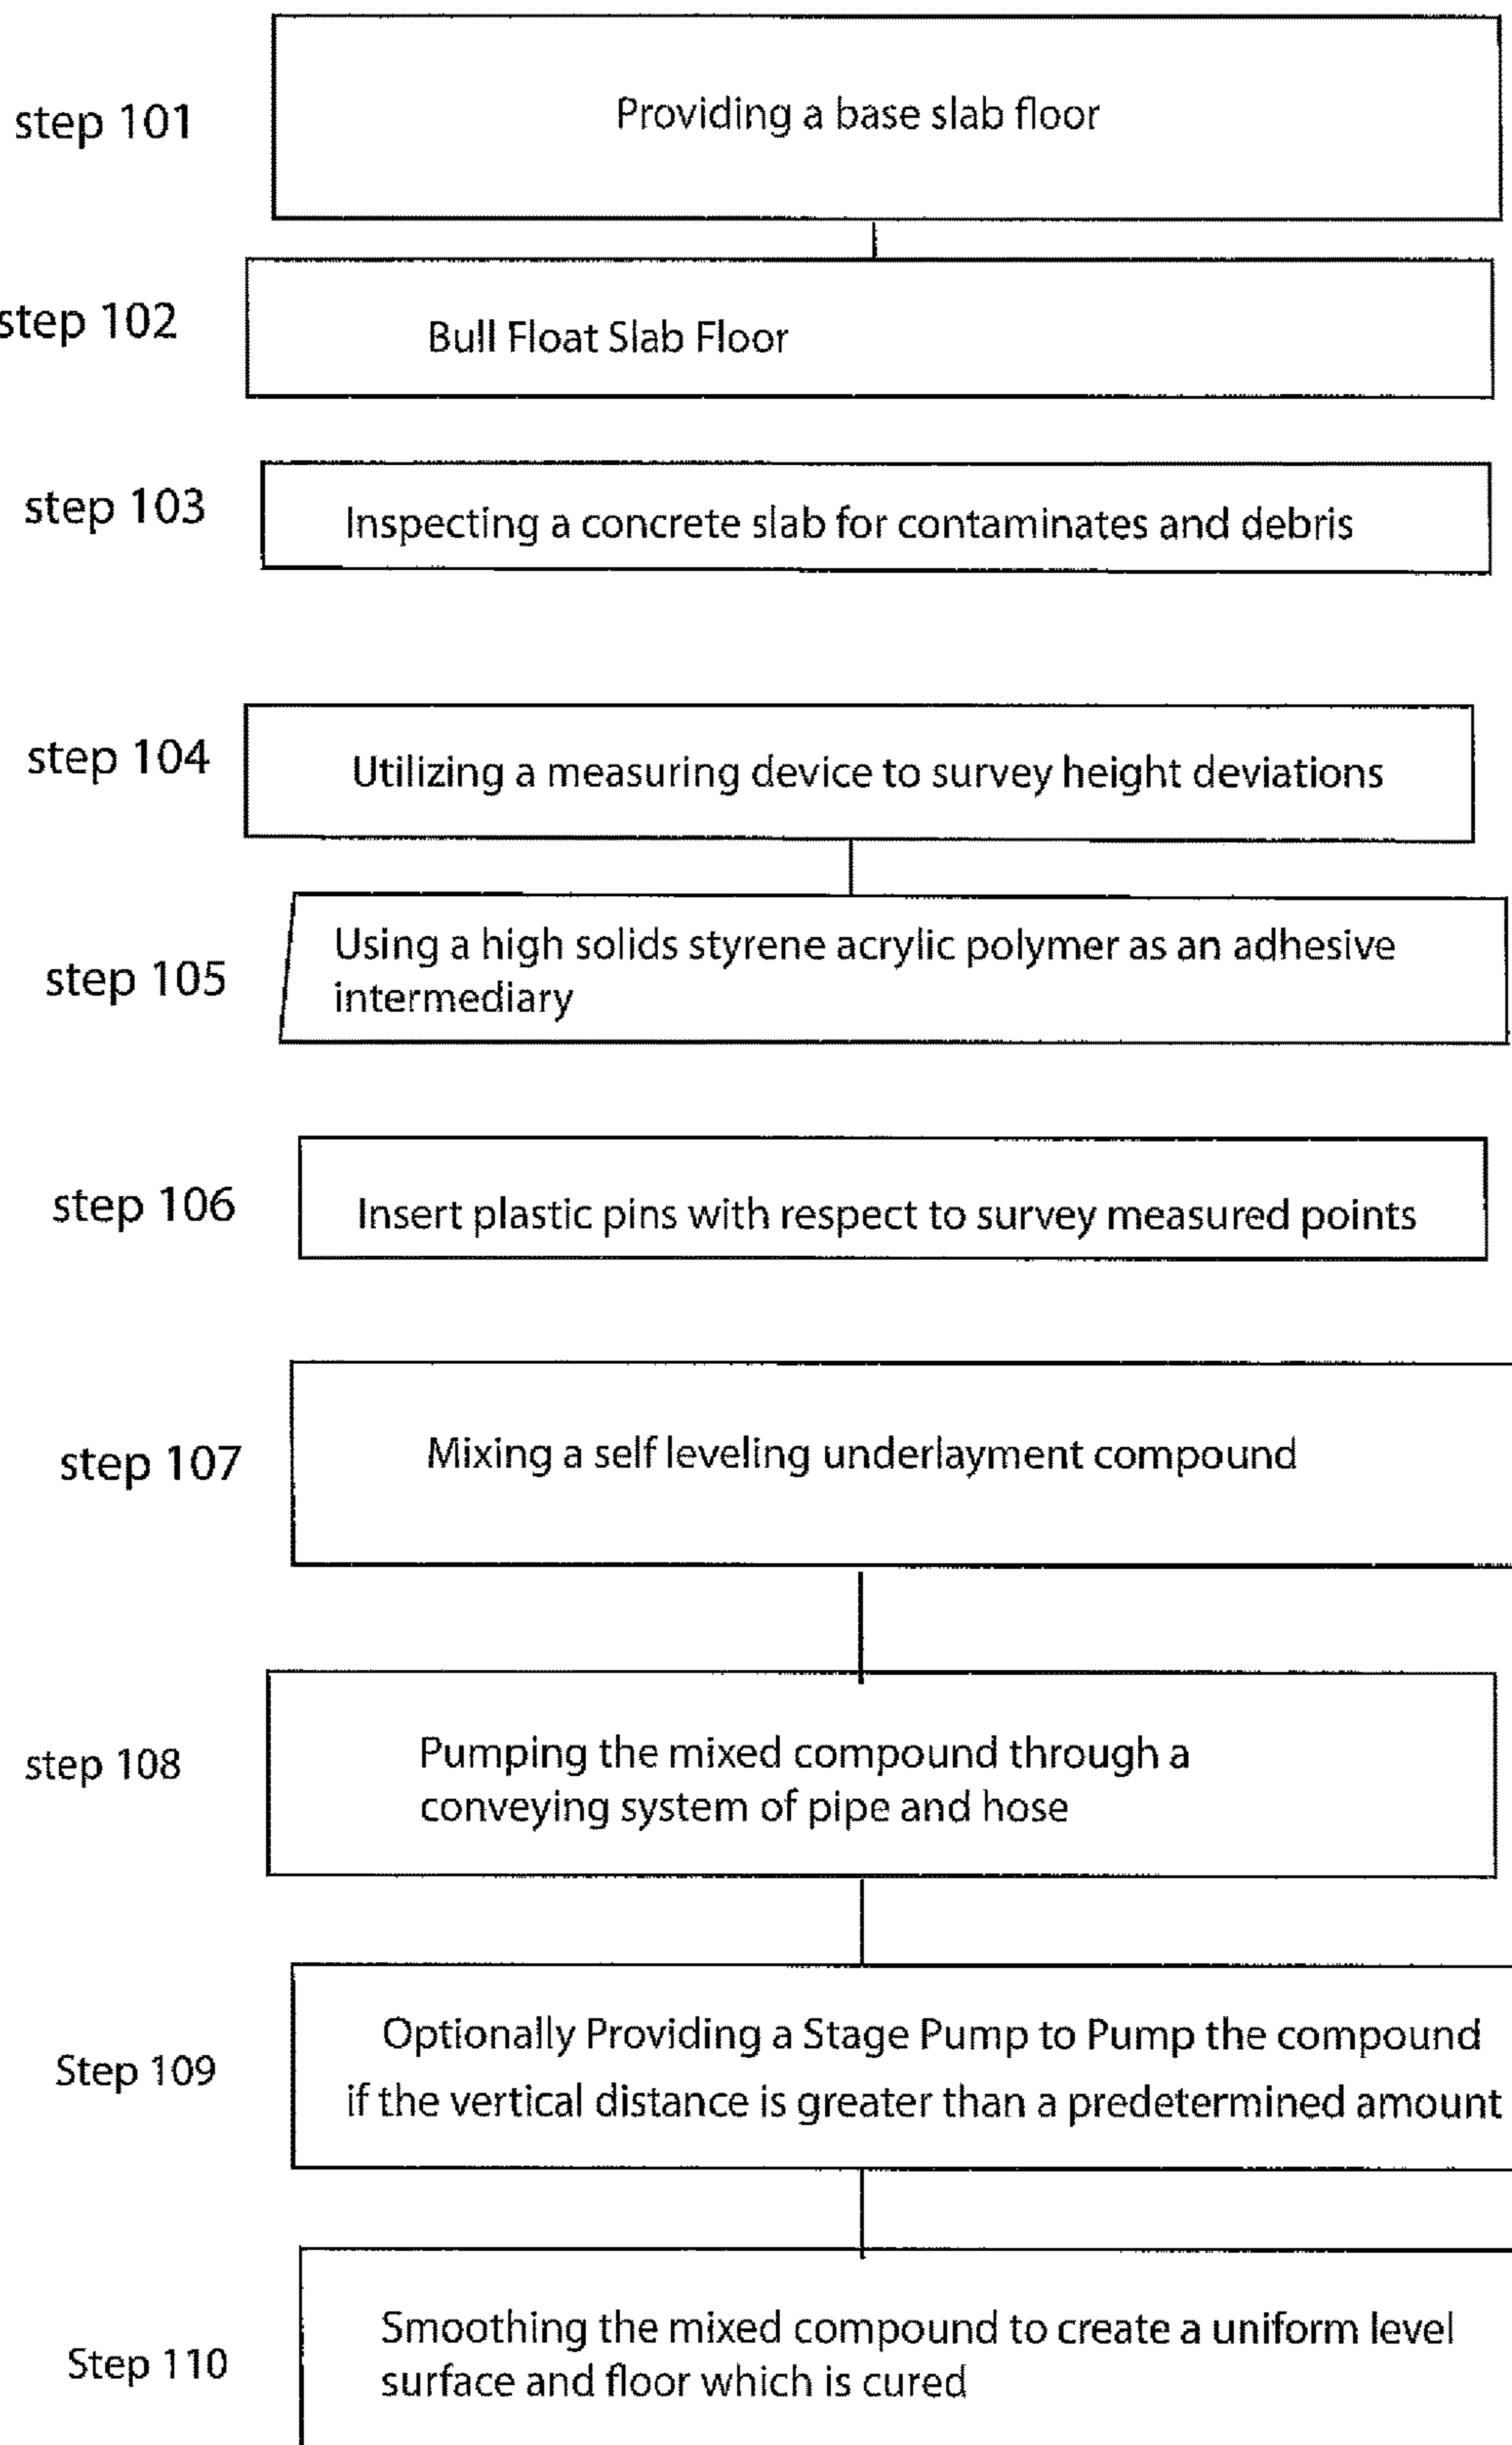 step 101
Providing a base slab floor
step 102
Bull Float Slab Floor
step 103
Inspecting a concrete slab for contaminates and debris
step 104
Utilizing a measuring device to survey height deviations
step 105
Using a high solids styrene acrylic polymer as an adhesive
intermediary
step 106
Insert plastic pins with respect to survey measured points
step 107
Mixing a self leveling underlayment compound
step 108
Pumping the mixed compound through a
conveying system of pipe and hose
Step 109
Optionally Providing a Stage Pump to Pump the compound
if the vertical distance is greater than a predetermined amount
Step 110
Smoothing the mixed compound to create a uniform level
surface and floor which is cured